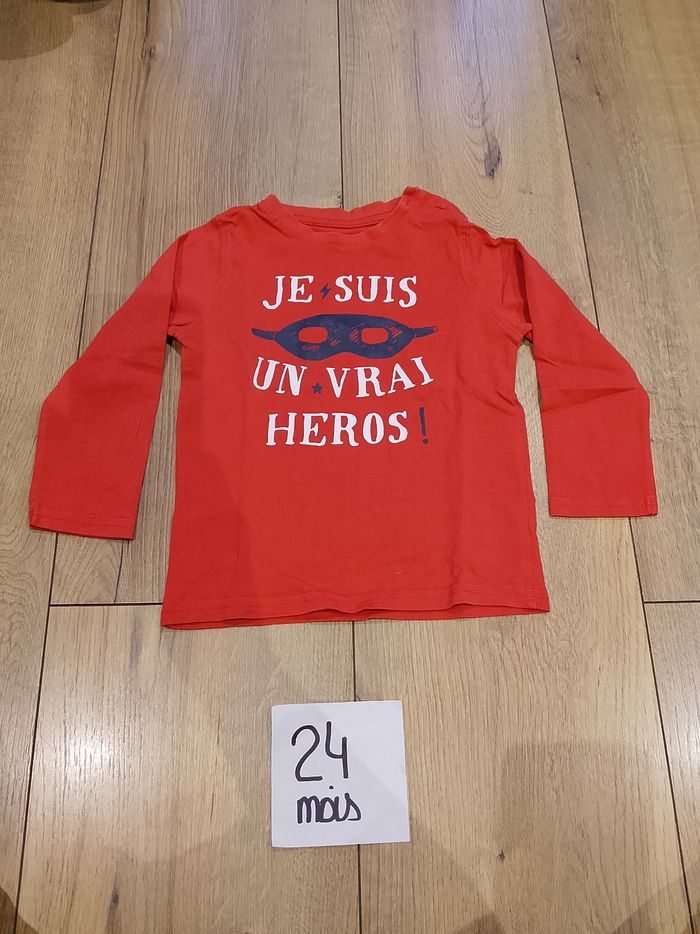 JE SUIS
UN VRAI
HEROS !
24
mois